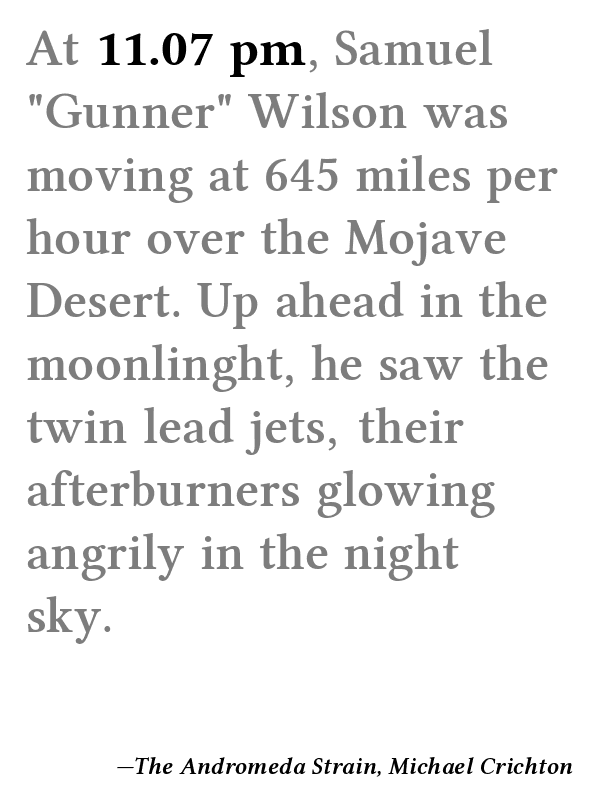 At 11.07 pm, Samuel
"Gunner" Wilson was
moving at 645 miles per
hour over the Mojave
Desert. Up ahead in the
moonlinght, he saw the
twin lead jets, their
afterburners glowing
angrily in the night
sky.
—The Andromeda Strain, Michael Crichton